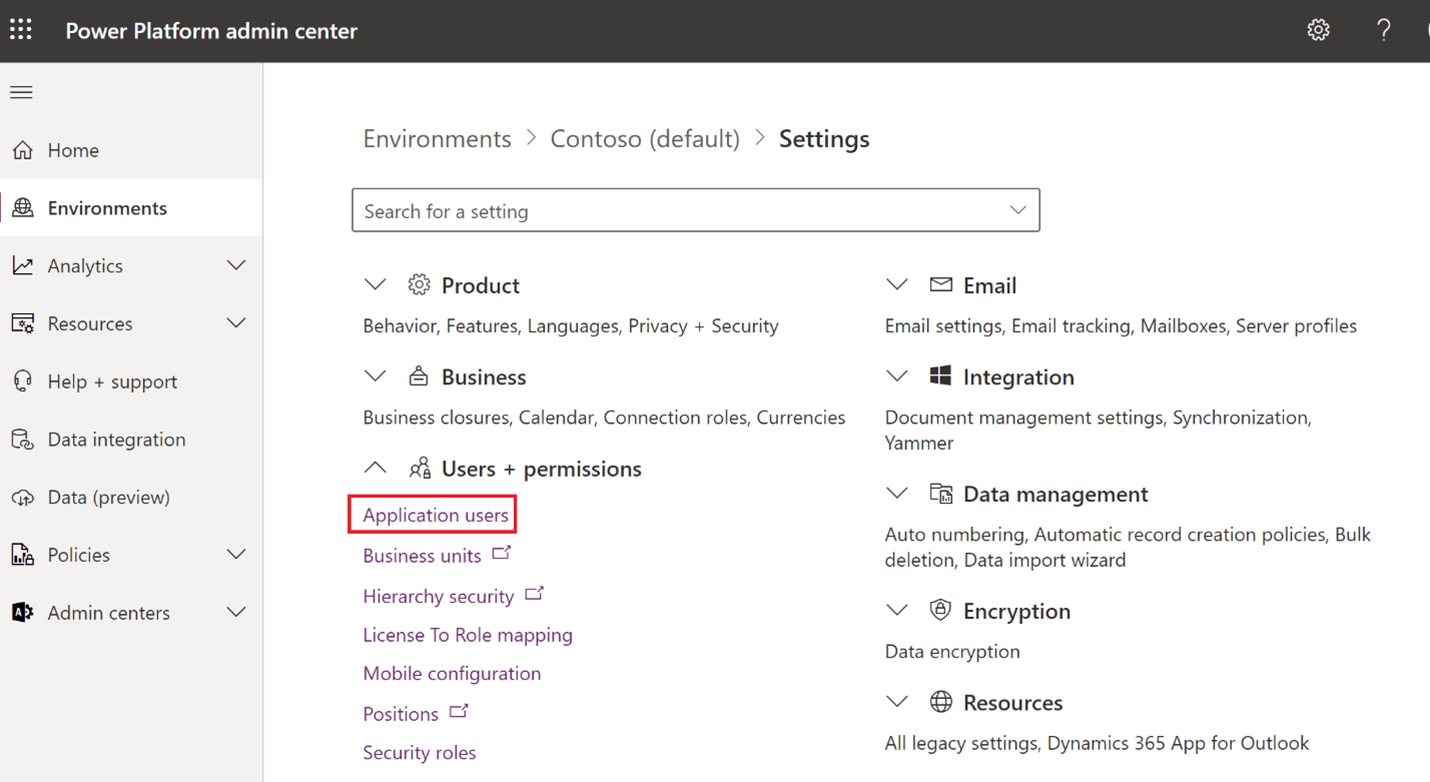 Power Platform admin center
?
Home
Environments
Analytics
Resources
Help + support
Data integration
Data (preview)
Policies
Admin centers
Environments > Contoso (default) > Settings
Search for a setting
Product
Behavior, Features, Languages, Privacy + Security
Business
Business closures, Calendar, Connection roles, Currencies
Users + permissions
Application users
Business units
Hierarchy security
License To Role mapping
Mobile configuration
Positions
Security roles
Email
Email settings, Email tracking, Mailboxes, Server profiles
Integration
Document management settings, Synchronization,
Yammer
Data management
Auto numbering, Automatic record creation policies, Bulk
deletion, Data import wizard
Encryption
Data encryption
Resources
All legacy settings, Dynamics 365 App for Outlook